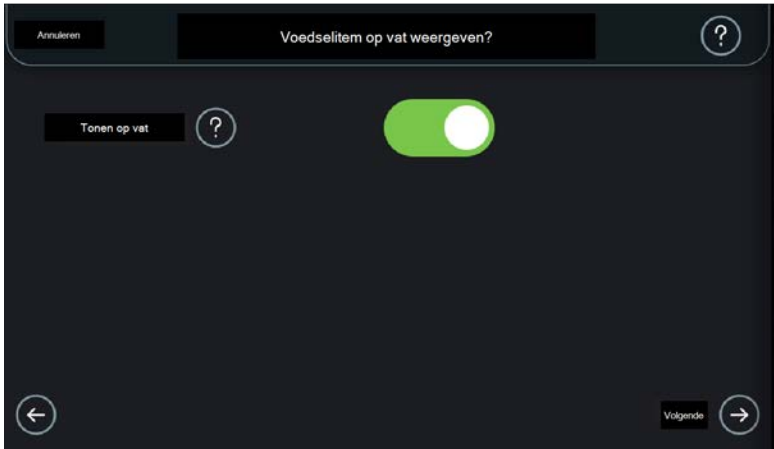 Annuleren
Voedselitem op vat weergeven?
?
Tonen op vat
?
Volgende